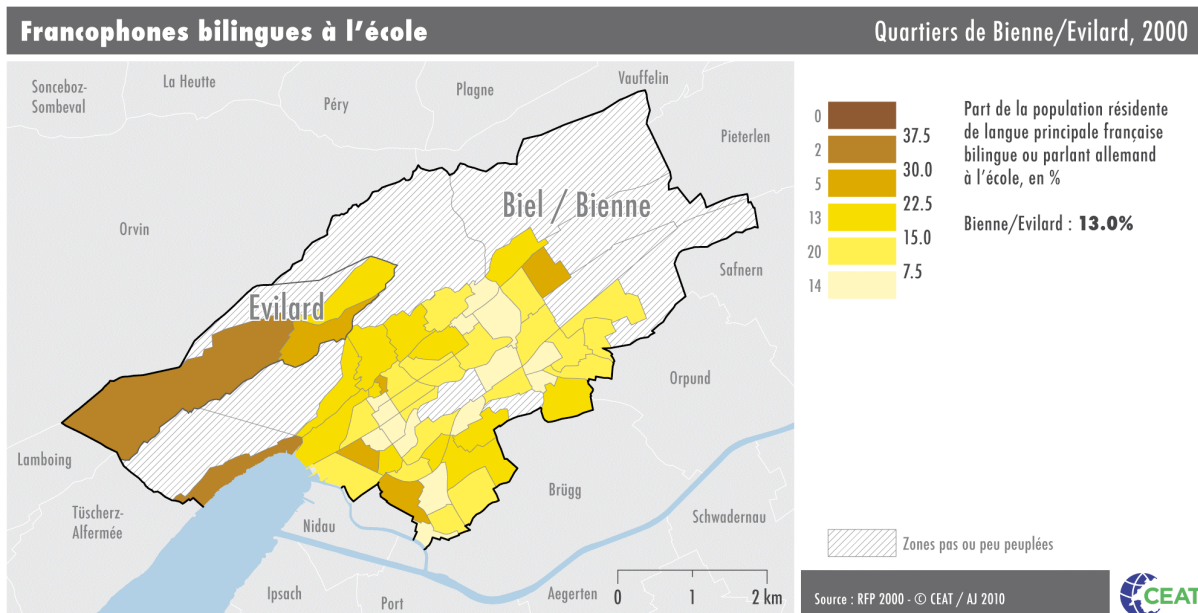 Francophones bilingues à l'école
Quartiers de Bienne/Evilard, 2000
Sonceboz-
Sombeval
La Heutte
Péry
Plagne
Vauffelin
Pieterlen
Orvin
Biel / Bienne
Evilard
Safnern
Orpund
Lamboing
Tüscherz-
Alfermée
Nidau
Brügg
Schwadernau
Ipsach
Port
Aegerten
0 1 2 km
0
37.5
2
30.0
5
22.5
13
15.0
20
7.5
14
Part de la population résidente
de langue principale française
bilingue ou parlant allemand
à l'école, en %
Bienne/Evilard : 13.0%
Zones pas ou peu peuplées
Source : RFP 2000 - © CEAT / AJ 2010
CEAT